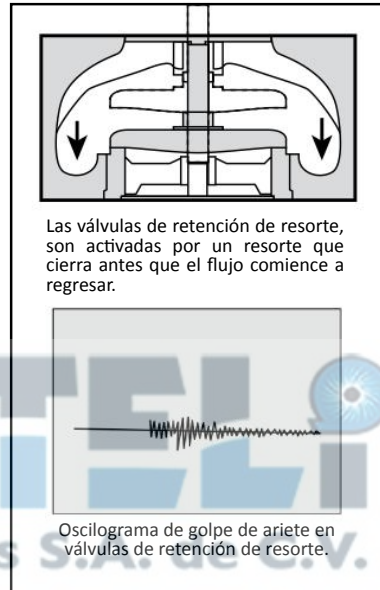 Las válvulas de retención de resorte,
son activadas por un resorte que
cierra antes que el flujo comience a
regresar.
Oscilograma de golpe de ariete en
válvulas de retención de resorte.
S.A. de C.V.